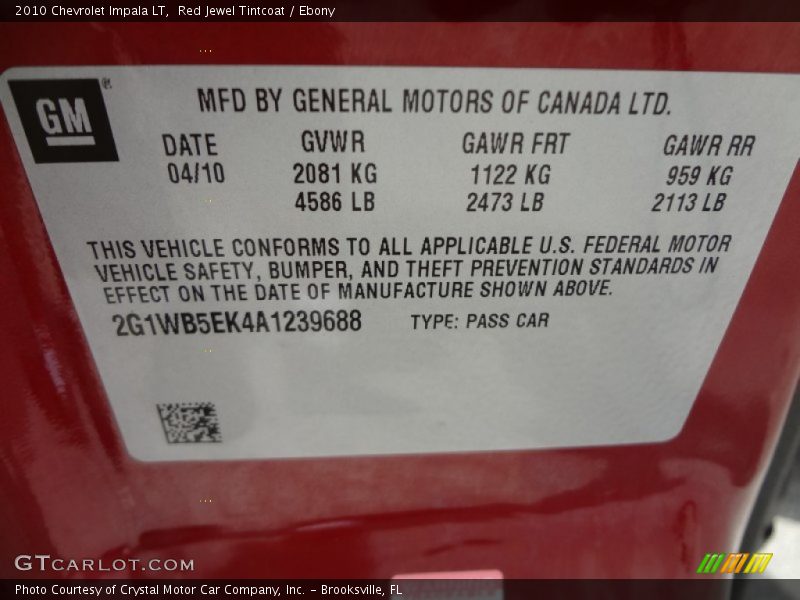 2010 Chevrolet Impala LT,  Red Jewel Tintcoat / Ebony
GM®
MFD BY GENERAL MOTORS OF CANADA LTD.
DATE GVWR GAWR FRT GAWR RR
04/10 2081 KG 1122 KG 959 KG
4586 LB 2473 LB 2113 LB
THIS VEHICLE CONFORMS TO ALL APPLICABLE U.S. FEDERAL MOTOR
VEHICLE SAFETY, BUMPER, AND THEFT PREVENTION STANDARDS IN
EFFECT ON THE DATE OF MANUFACTURE SHOWN ABOVE.
2G1WB5EK4A1239688 TYPE: PASS CAR
GTCARLOT.COM
Photo Courtesy of Crystal Motor Car Company, Inc. – Brooksville, FL